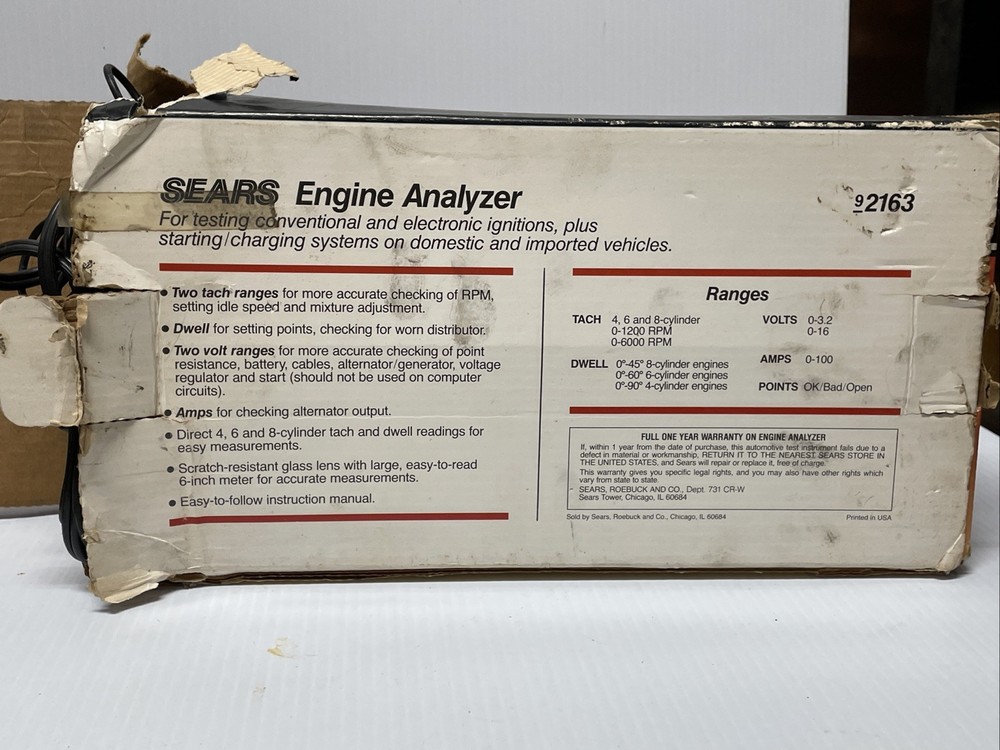 SEARS Engine Analyzer
9 2163
For testing conventional and electronic ignitions, plus
starting/charging systems on domestic and imported vehicles.
• Two tach ranges for more accurate checking of RPM,
setting idle speed and mixture adjustment.
• Dwell for setting points, checking for worn distributor.
• Two volt ranges for more accurate checking of point
resistance, battery, cables, alternator/generator, voltage
regulator and start (should not be used on computer
circuits).
• Amps for checking alternator output.
• Direct 4, 6 and 8-cylinder tach and dwell readings for
easy measurements.
• Scratch-resistant glass lens with large, easy-to-read
6-inch meter for accurate measurements.
• Easy-to-follow instruction manual.
Ranges
TACH 4, 6 and 8-cylinder
0-1200 RPM
0-6000 RPM
DWELL 0°-45° 8-cylinder engines
0°-60° 6-cylinder engines
0°-90° 4-cylinder engines
VOLTS 0-3.2
0-16
AMPS 0-100
POINTS OK/Bad/Open
FULL ONE YEAR WARRANTY ON ENGINE ANALYZER
If, within 1 year from the date of purchase, this automotive test instrument fails due to a
defect in material or workmanship, RETURN IT TO THE NEAREST SEARS STORE IN
THE UNITED STATES, and Sears will repair or replace it, free of charge.
This warranty gives you specific legal rights, and you may also have other rights which
vary from state to state.
SEARS, ROEBUCK AND CO., Dept. 731 CR-W
Sears Tower, Chicago, IL 60684
Sold by Sears, Roebuck and Co., Chicago, IL 60684
Printed in USA